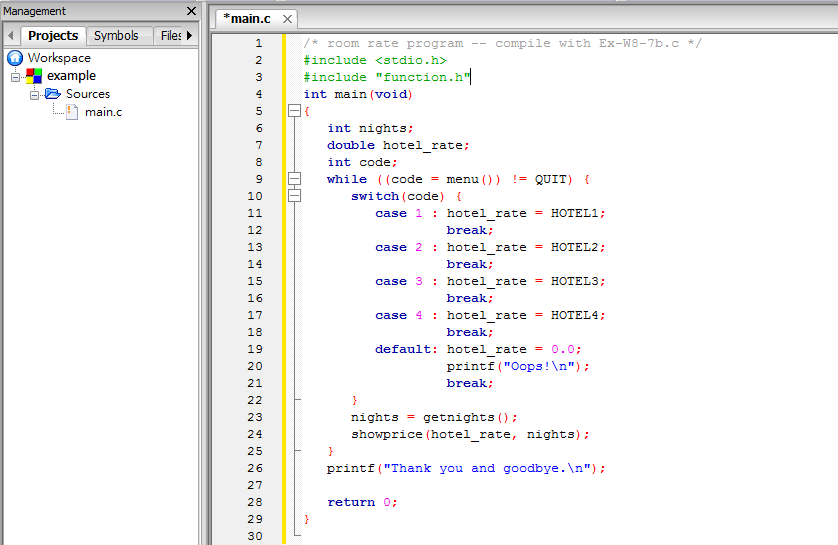 Management
Projects Symbols Files
Workspace
example
Sources
main.c
*main.c
1 /* room rate program -- compile with Ex-W8-7b.c */
2 #include <stdio.h>
3 #include "function.h"
4 int main(void)
5 {
6    int nights;
7    double hotel_rate;
8    int code;
9    while ((code = menu()) != QUIT) {
10       switch(code) {
11          case 1 : hotel_rate = HOTEL1;
12                   break;
13          case 2 : hotel_rate = HOTEL2;
14                   break;
15          case 3 : hotel_rate = HOTEL3;
16                   break;
17          case 4 : hotel_rate = HOTEL4;
18                   break;
19          default: hotel_rate = 0.0;
20                   printf("Oops!\n");
21                   break;
22       }
23       nights = getnights();
24       showprice(hotel_rate, nights);
25    }
26    printf("Thank you and goodbye.\n");
27
28    return 0;
29 }
30